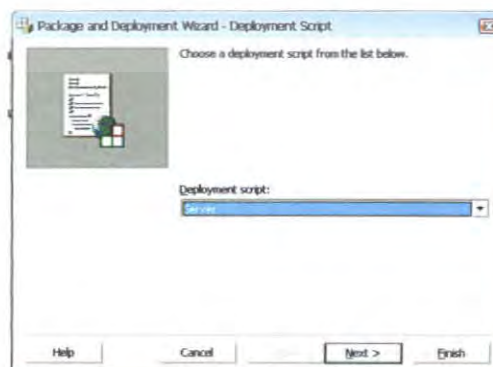 Package and Deployment Wizard - Deployment Script
Choose a deployment script from the list below.
Deployment script:
Server
Help
Cancel
Next >
Finish